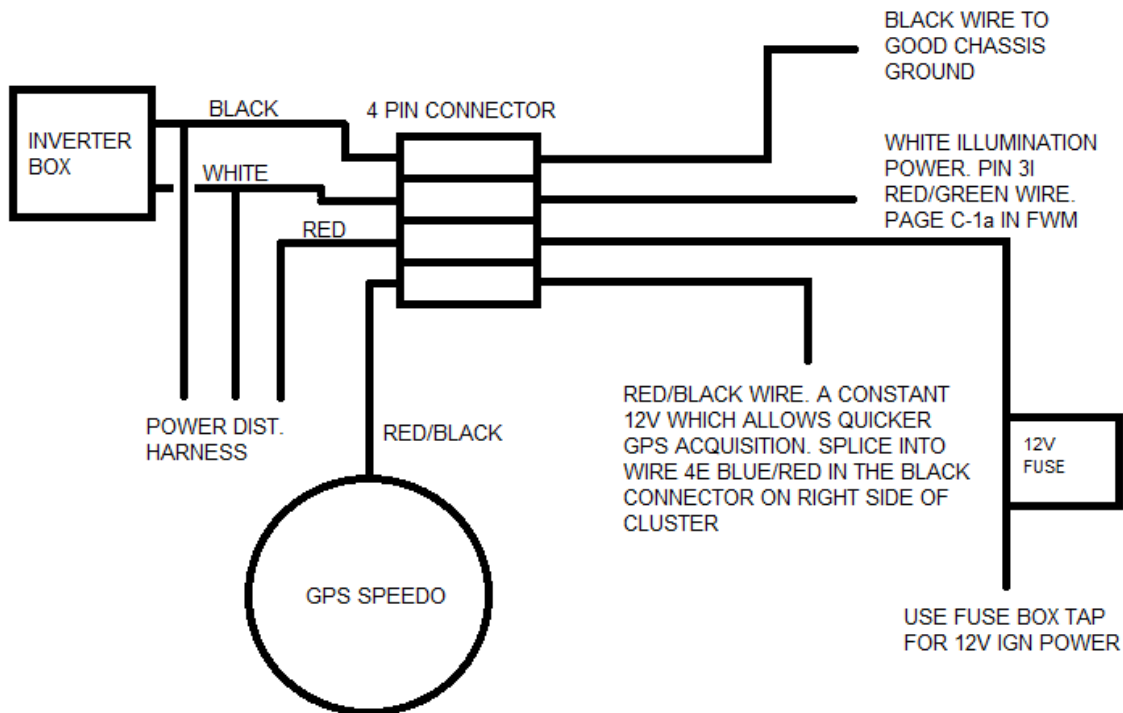 BLACK WIRE TO
GOOD CHASSIS
GROUND
BLACK
4 PIN CONNECTOR
INVERTER
BOX
WHITE
WHITE ILLUMINATION
POWER. PIN 3I
RED/GREEN WIRE.
PAGE C-1a IN FWM
RED
POWER DIST.
HARNESS
RED/BLACK
RED/BLACK WIRE. A CONSTANT
12V WHICH ALLOWS QUICKER
GPS ACQUISITION. SPLICE INTO
WIRE 4E BLUE/RED IN THE BLACK
CONNECTOR ON RIGHT SIDE OF
CLUSTER
12V
FUSE
GPS SPEEDO
USE FUSE BOX TAP
FOR 12V IGN POWER